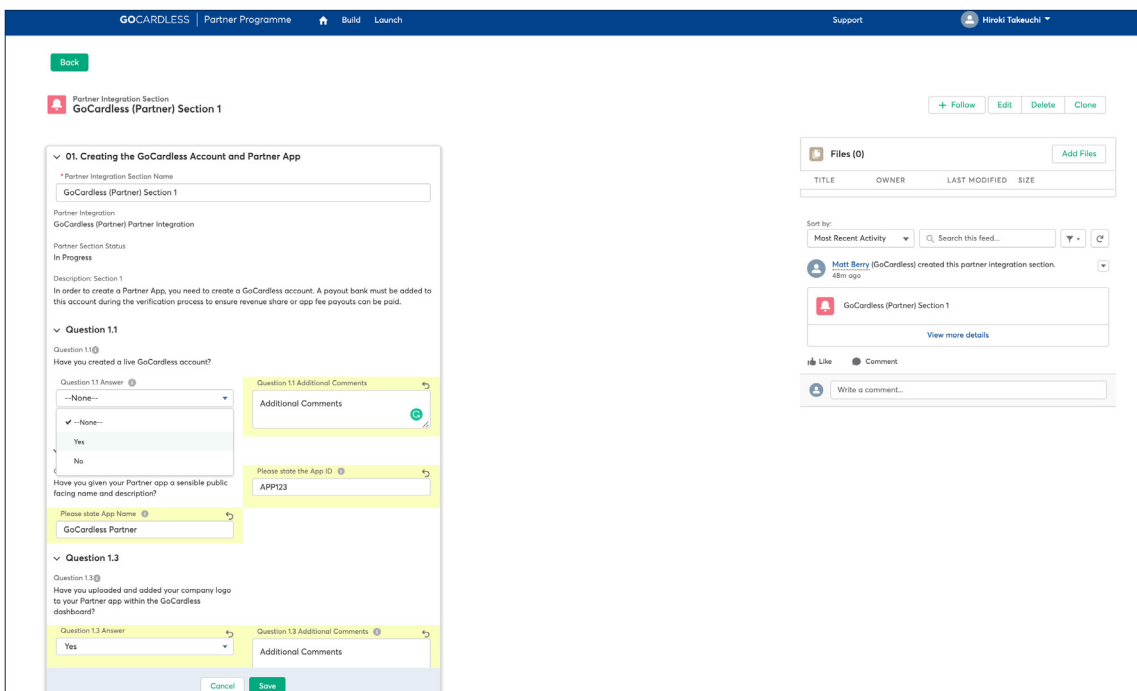 GOCARDLESS | Partner Programme Build Launch Support Hiroki Takeuchi
Back
Partner Integration Section
GoCardless (Partner) Section 1
+ Follow Edit Delete Clone
01. Creating the GoCardless Account and Partner App
* Partner Integration Section Name
GoCardless (Partner) Section 1
Partner Integration
GoCardless (Partner) Partner Integration
Partner Section Status
In Progress
Description: Section 1
In order to create a Partner App, you need to create a GoCardless account. A payout bank must be added to
this account during the verification process to ensure revenue share or app fee payouts can be paid.
Question 1.1
Question 1.1
Have you created a live GoCardless account?
Question 1.1 Answer
--None--
--None--
Yes
No
Question 1.1 Additional Comments
Additional Comments
Have you given your Partner app a sensible public
facing name and description?
Please state the App ID
APP123
Please state App Name
GoCardless Partner
Question 1.3
Question 1.3
Have you uploaded and added your company logo
to your Partner app within the GoCardless
dashboard?
Question 1.3 Answer
Yes
Question 1.3 Additional Comments
Additional Comments
Cancel Save
Files (0)
Add Files
TITLE OWNER LAST MODIFIED SIZE
Sort by:
Most Recent Activity
Search this feed...
Matt Berry (GoCardless) created this partner integration section.
48m ago
GoCardless (Partner) Section 1
View more details
Like Comment
Write a comment...